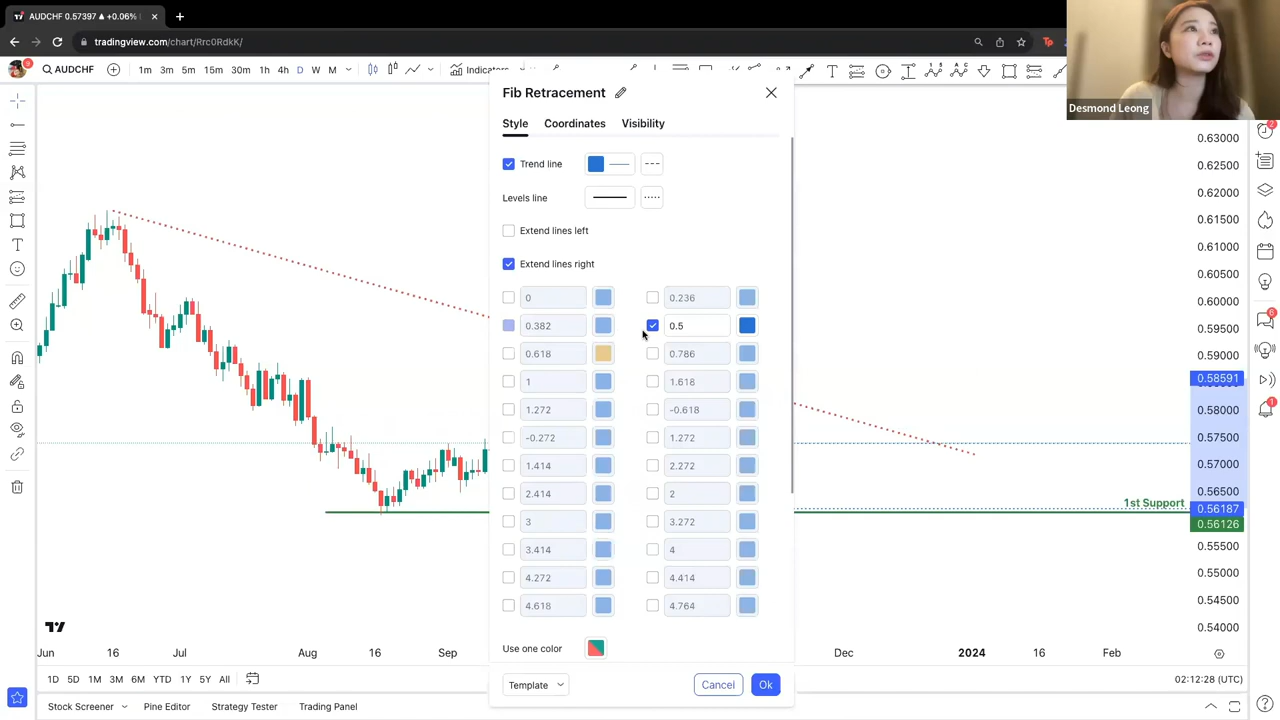 AUDCHF 0.57397 ▲ +0.06%
tradingview.com/chart/Rrc0RdkK/
AUDCHF
1m 3m 5m 15m 30m 1h 4h D W M
Indicators
Desmond Leong
Fib Retracement
Style Coordinates Visibility
Trend line
Levels line
Extend lines left
Extend lines right
0 0.236
0.382 0.5
0.618 0.786
1 1.618
1.272 -0.618
-0.272 1.272
1.414 2.272
2.414 2
3 3.272
3.414 4
4.272 4.414
4.618 4.764
Use one color
Template Cancel Ok
0.63000
0.62500
0.62000
0.61500
0.61000
0.60500
0.60000
0.59500
0.59000
0.58591
0.58000
0.57500
0.57000
0.56500
1st Support
0.56187
0.56126
0.55500
0.55000
0.54500
0.54000
Jun 16 Jul Aug 16 Sep Dec 2024 16 Feb
1D 5D 1M 3M 6M YTD 1Y 5Y All
02:12:28 (UTC)
Stock Screener Pine Editor Strategy Tester Trading Panel